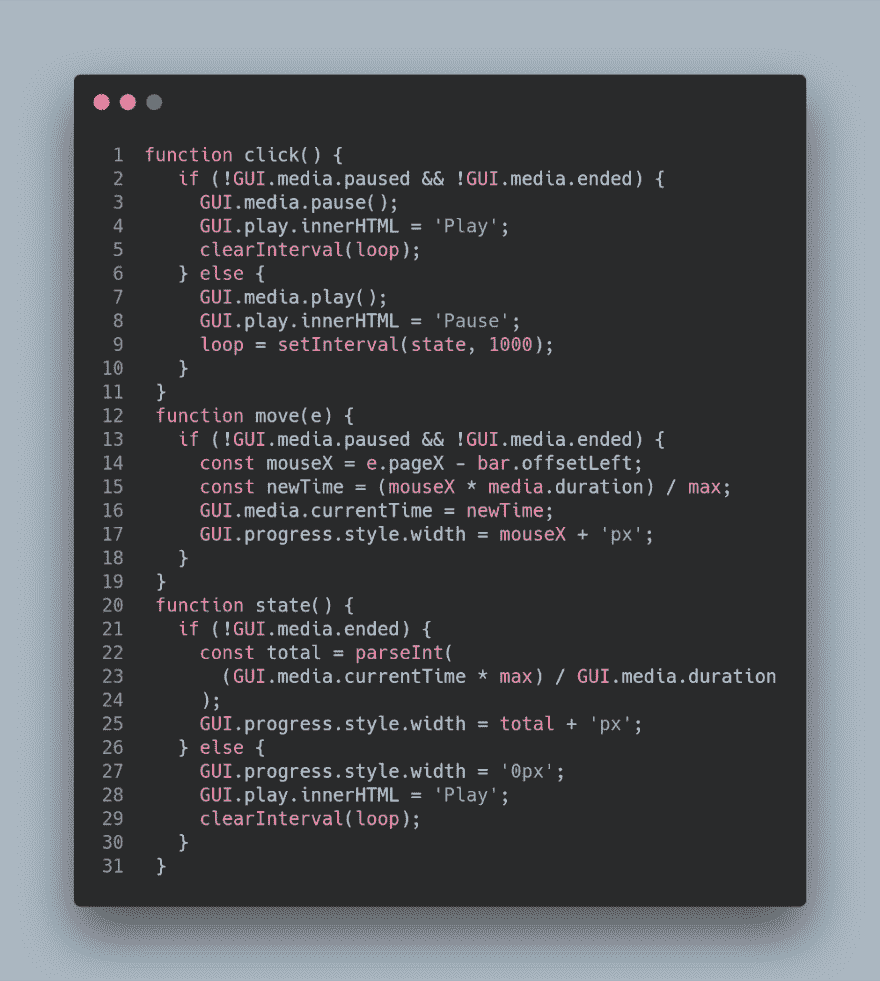 1 function click() {
2 if (!GUI.media.paused && !GUI.media.ended) {
3 GUI.media.pause();
4 GUI.play.innerHTML = 'Play';
5 clearInterval(loop);
6 } else {
7 GUI.media.play();
8 GUI.play.innerHTML = 'Pause';
9 loop = setInterval(state, 1000);
10 }
11 }
12 function move(e) {
13 if (!GUI.media.paused && !GUI.media.ended) {
14 const mouseX = e.pageX - bar.offsetLeft;
15 const newTime = (mouseX * media.duration) / max;
16 GUI.media.currentTime = newTime;
17 GUI.progress.style.width = mouseX + 'px';
18 }
19 }
20 function state() {
21 if (!GUI.media.ended) {
22 const total = parseInt(
23 (GUI.media.currentTime * max) / GUI.media.duration
24 );
25 GUI.progress.style.width = total + 'px';
26 } else {
27 GUI.progress.style.width = '0px';
28 GUI.play.innerHTML = 'Play';
29 clearInterval(loop);
30 }
31 }